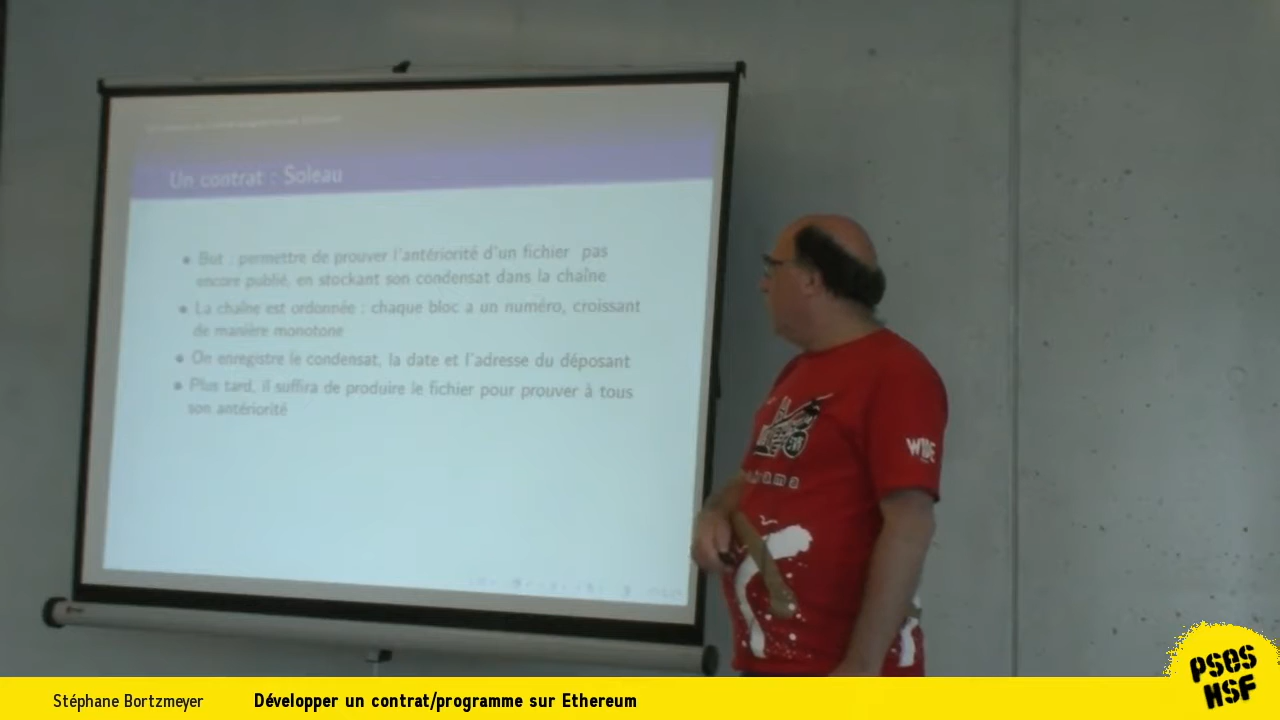 Un contrat : Soleau
But : permettre de prouver l'antériorité d'un fichier pas
encore publié, en stockant son condensat dans la chaîne
La chaîne est ordonnée : chaque bloc a un numéro, croissant
de manière monotone
On enregistre le condensat, la date et l'adresse du déposant
Plus tard, il suffira de produire le fichier pour prouver à tous
son antériorité
WIDE
Stéphane Bortzmeyer
Développer un contrat/programme sur Ethereum
PSES
HSF